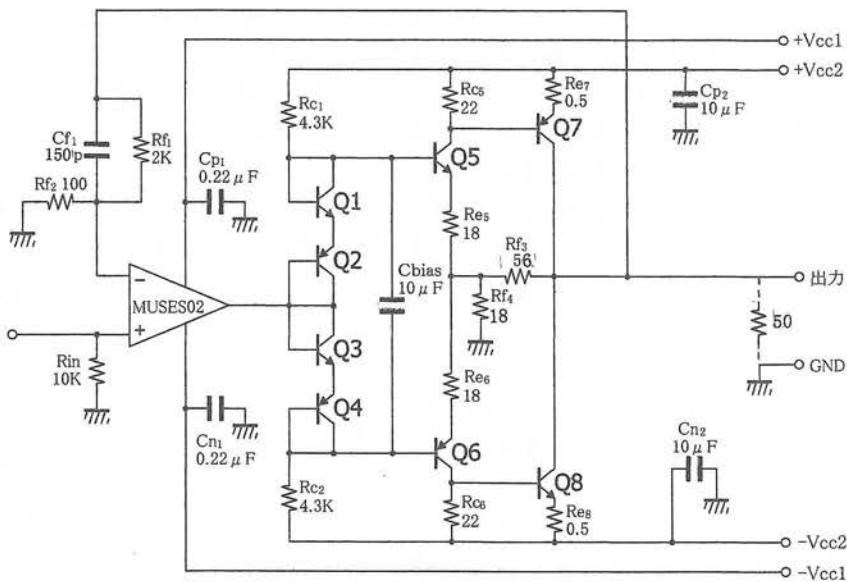 +Vcc1
+Vcc2
Rc1
4.3K
Rc5
22
Re7
0.5
Cp2
10μF
Cf1
150p
Rf1
2K
Cp1
0.22μF
Q5
Q7
Rf2 100
Q1
Re5
18
Q2
Cbias
10μF
Rf3
56
−
MUSES02
+
Rf4
18
出力
50
GND
Rin
10K
Q3
Re6
18
Q4
Cn1
0.22μF
Q6
Cn2
10μF
Rc2
4.3K
Q8
Rc6
22
Re8
0.5
−Vcc2
−Vcc1